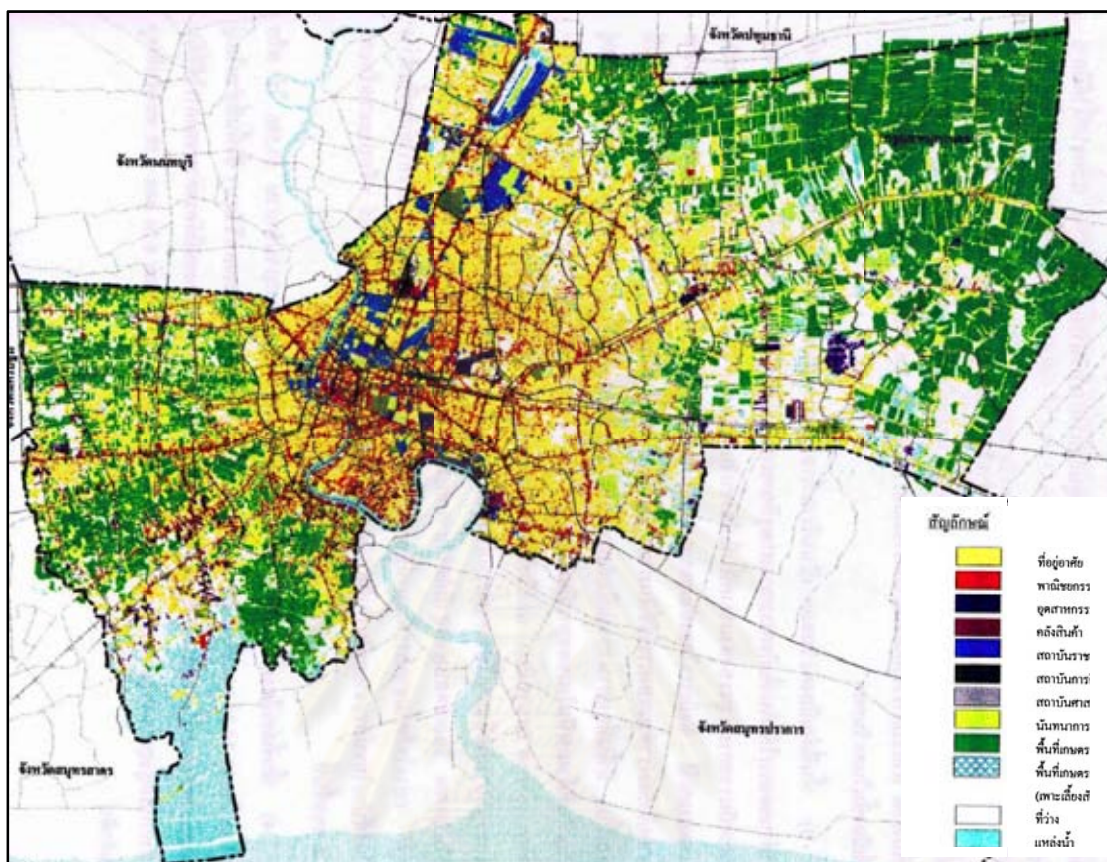 จังหวัดปทุมธานี
จังหวัดนนทบุรี
จังหวัดสมุทรปราการ
จังหวัดสมุทรสาคร
สัญลักษณ์
ที่อยู่อาศัย
พาณิชยกรร
อุตสาหกรร
คลังสินค้า
สถาบันราช
สถาบันการ
สถาบันศาส
นันทนาการ
พื้นที่เกษตร
พื้นที่เกษตร
(เพาะเลี้ยงสั
ที่ว่าง
แหล่งน้ำ